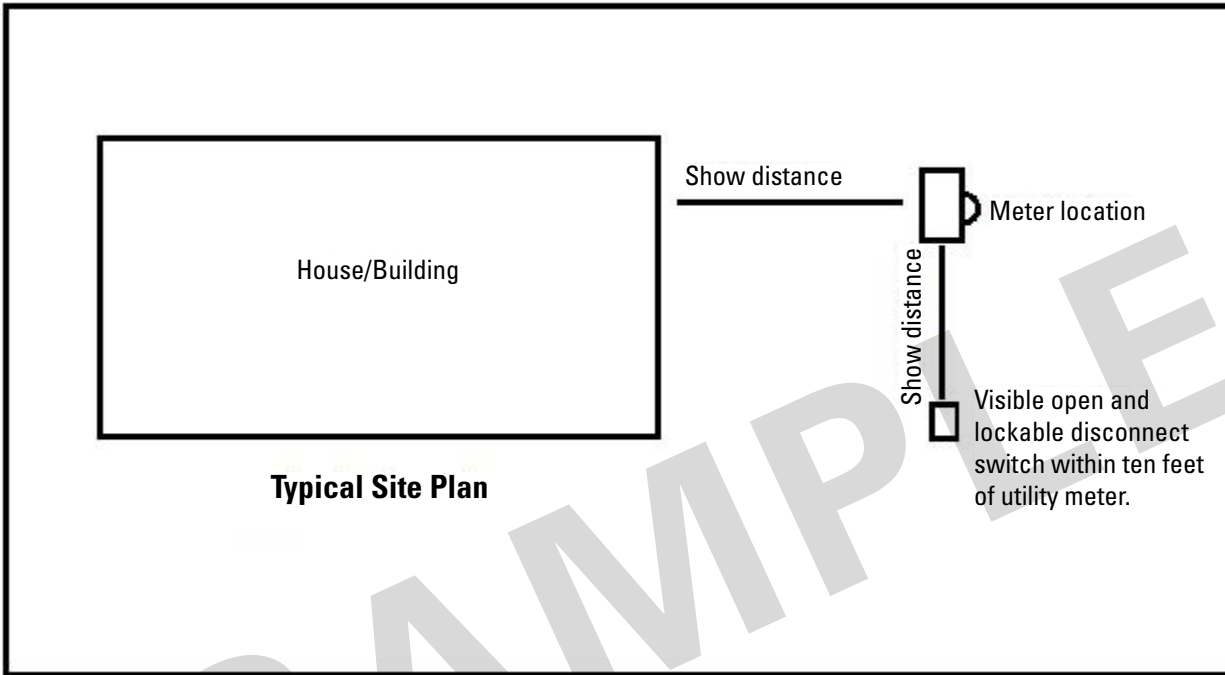 Show distance
Meter location
House/Building
Show distance
Visible open and
lockable disconnect
switch within ten feet
of utility meter.
Typical Site Plan
SAMPLE